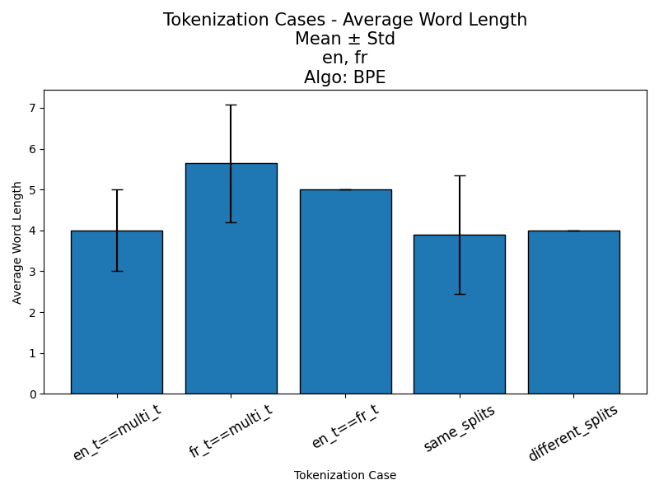 Tokenization Cases - Average Word Length
Mean ± Std
en, fr
Algo: BPE
Average Word Length
7
6
5
4
3
2
1
0
en_t==multi_t
fr_t==multi_t
en_t==fr_t
same_splits
different_splits
Tokenization Case